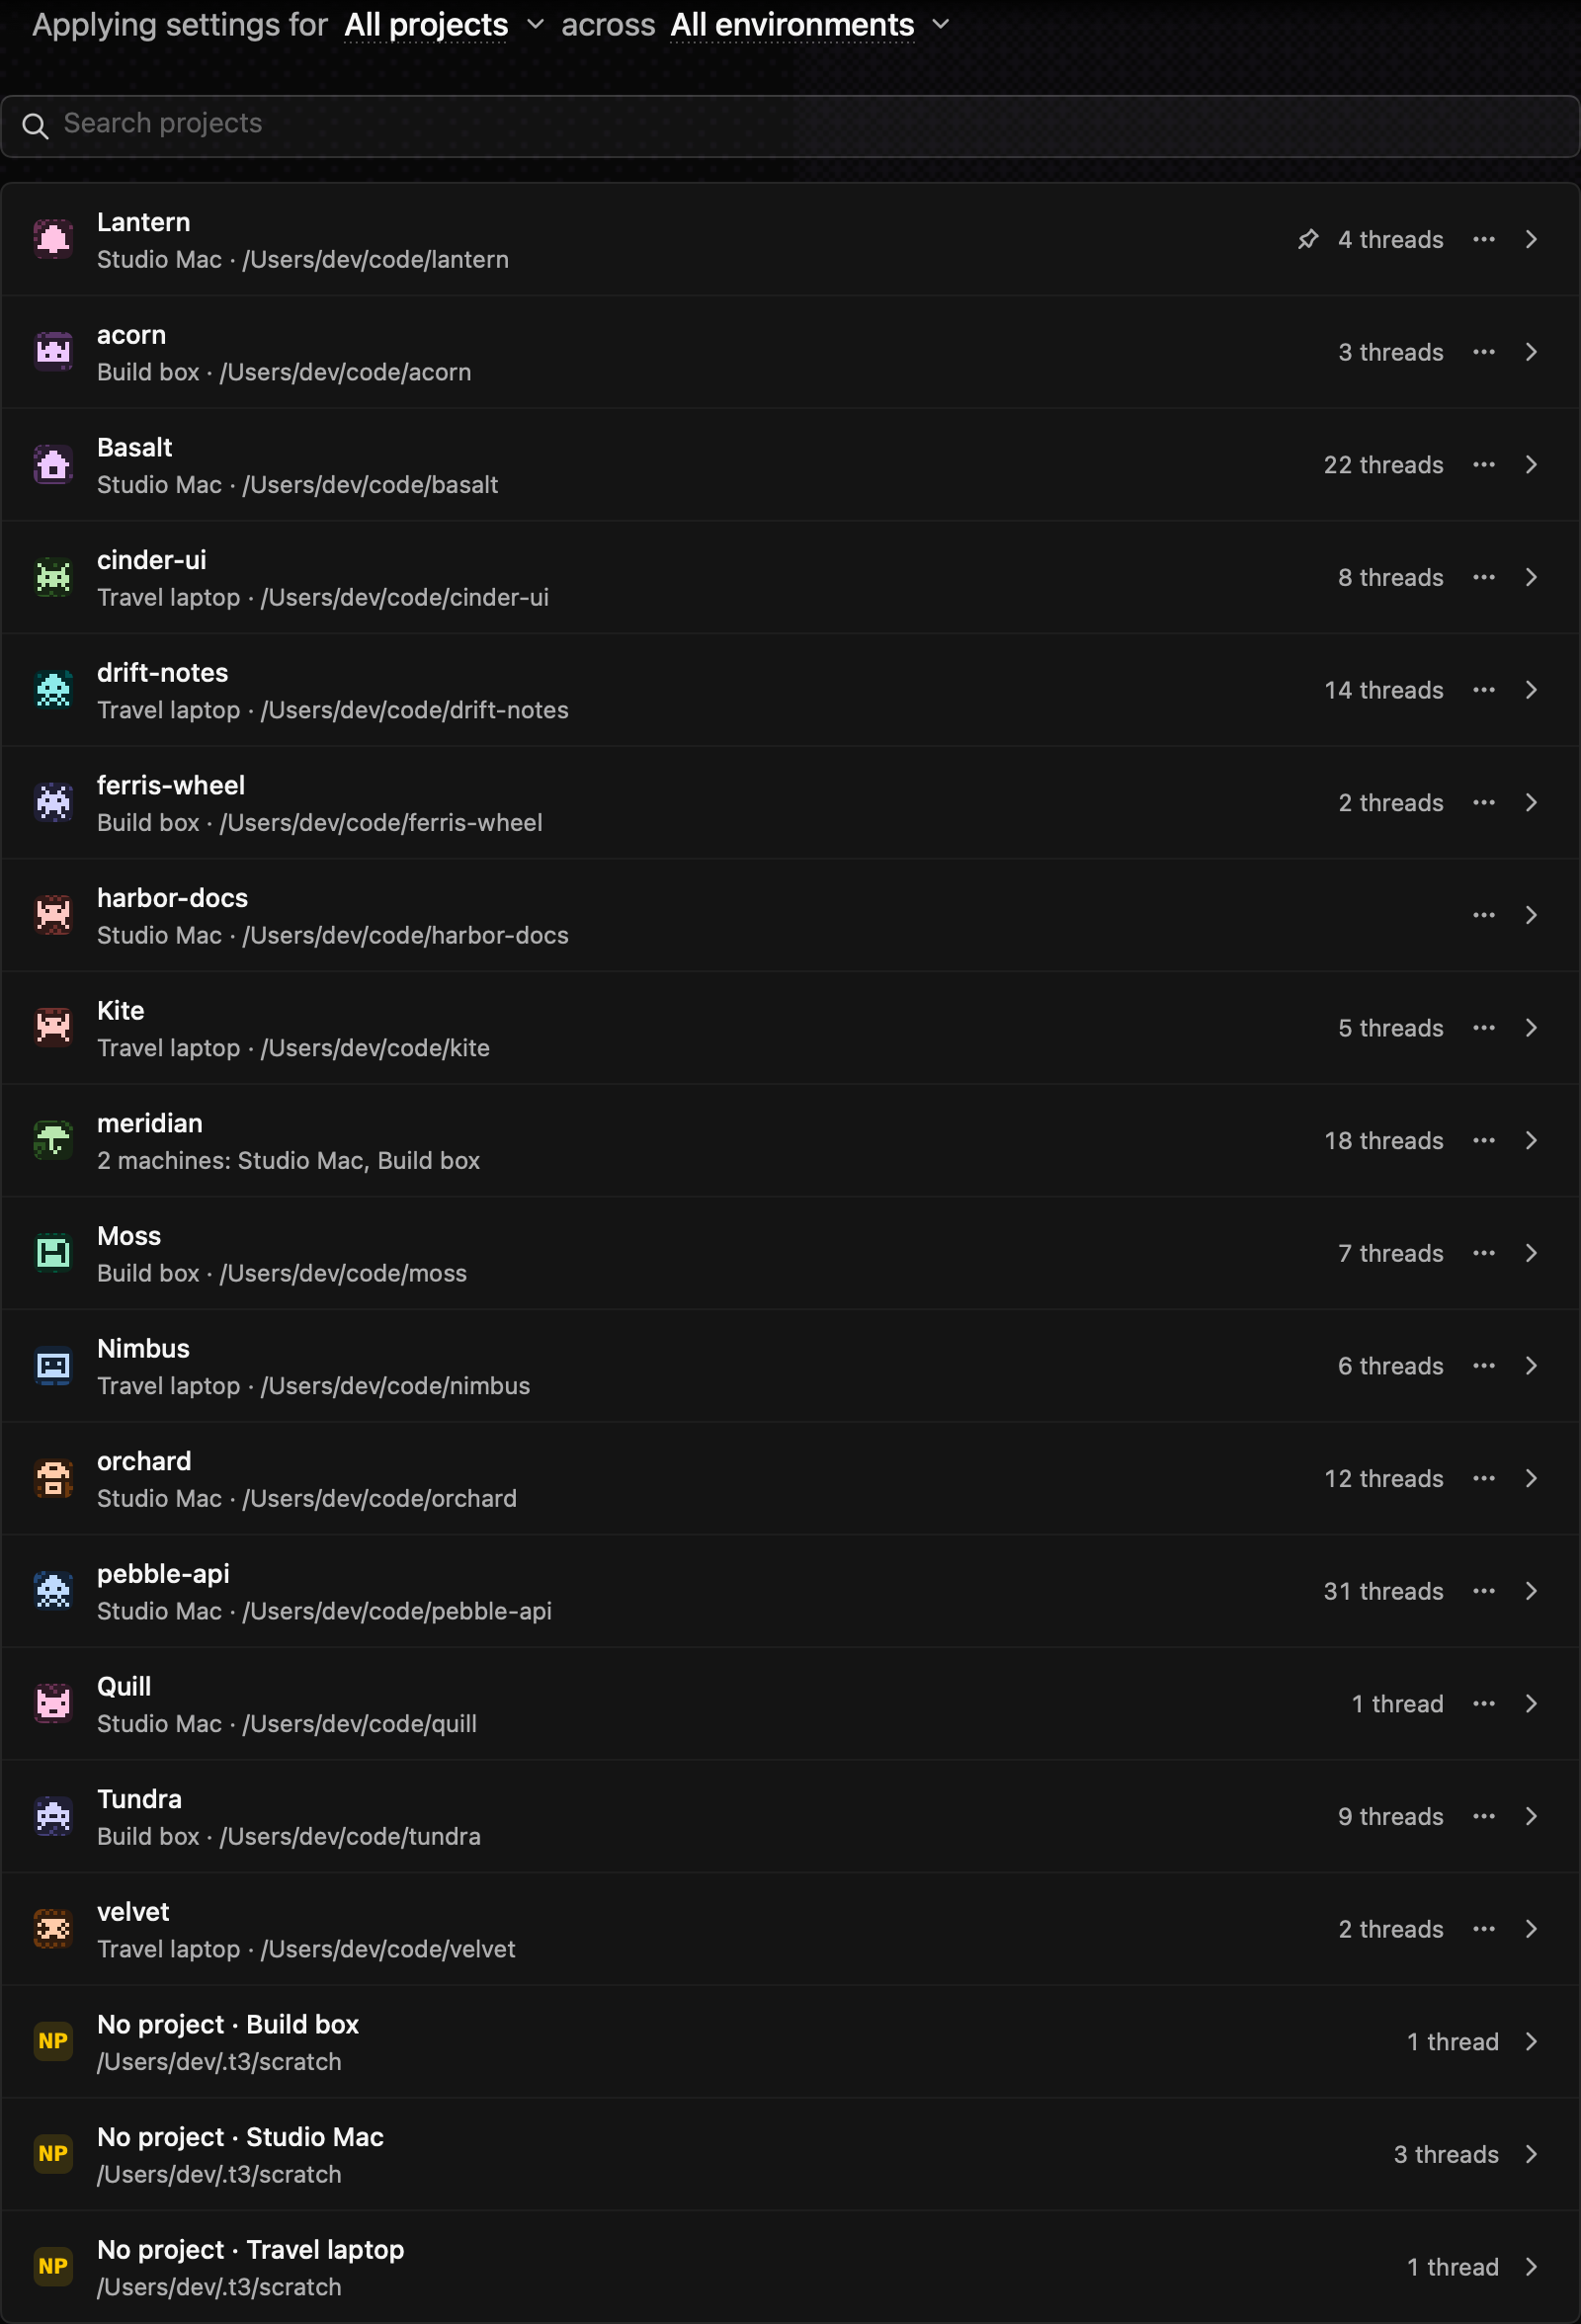 Applying settings for All projects across All environments
Search projects
Lantern
4 threads
Studio Mac · /Users/dev/code/lantern
acorn
3 threads
Build box · /Users/dev/code/acorn
Basalt
22 threads
Studio Mac · /Users/dev/code/basalt
cinder-ui
8 threads
Travel laptop · /Users/dev/code/cinder-ui
drift-notes
14 threads
Travel laptop · /Users/dev/code/drift-notes
ferris-wheel
2 threads
Build box · /Users/dev/code/ferris-wheel
harbor-docs
Studio Mac · /Users/dev/code/harbor-docs
Kite
5 threads
Travel laptop · /Users/dev/code/kite
meridian
18 threads
2 machines: Studio Mac, Build box
Moss
7 threads
Build box · /Users/dev/code/moss
Nimbus
6 threads
Travel laptop · /Users/dev/code/nimbus
orchard
12 threads
Studio Mac · /Users/dev/code/orchard
pebble-api
31 threads
Studio Mac · /Users/dev/code/pebble-api
Quill
1 thread
Studio Mac · /Users/dev/code/quill
Tundra
9 threads
Build box · /Users/dev/code/tundra
velvet
2 threads
Travel laptop · /Users/dev/code/velvet
NP
No project · Build box
1 thread
/Users/dev/.t3/scratch
NP
No project · Studio Mac
3 threads
/Users/dev/.t3/scratch
NP
No project · Travel laptop
1 thread
/Users/dev/.t3/scratch